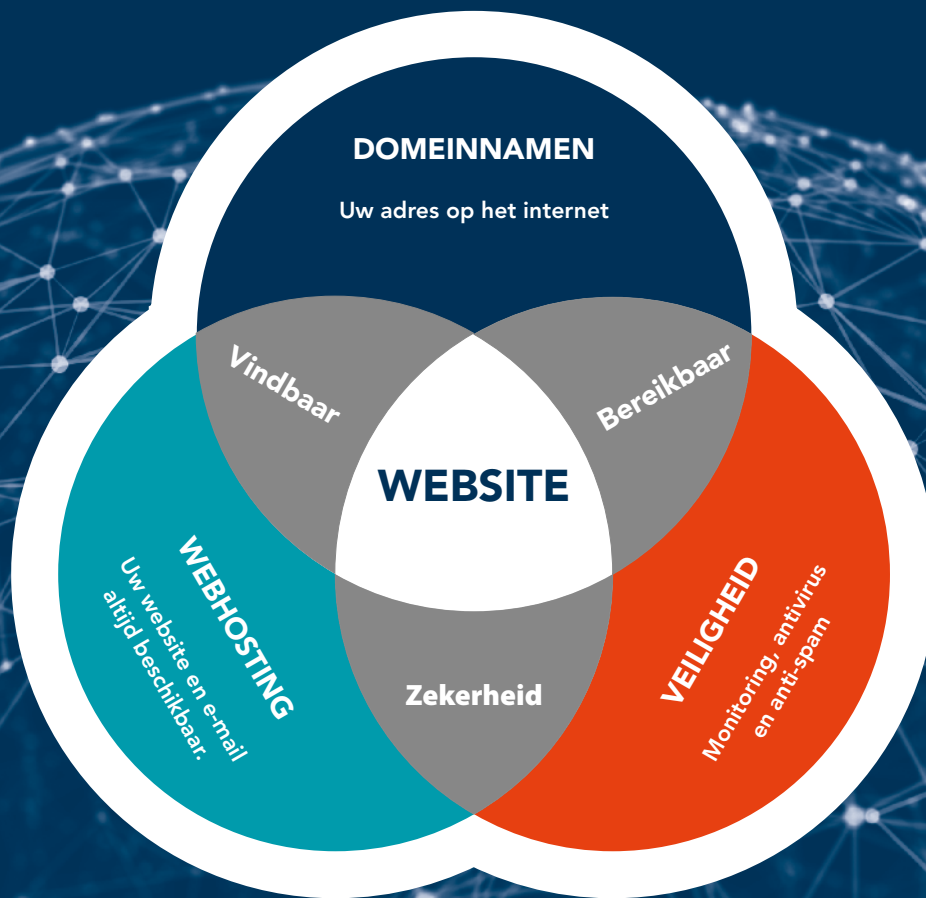 DOMEINNAMEN
Uw adres op het internet
Vindbaar
Bereikbaar
WEBSITE
WEBHOSTING
Uw website en e-mail
altijd beschikbaar.
VEILIGHEID
Monitoring, antivirus
en anti-spam
Zekerheid